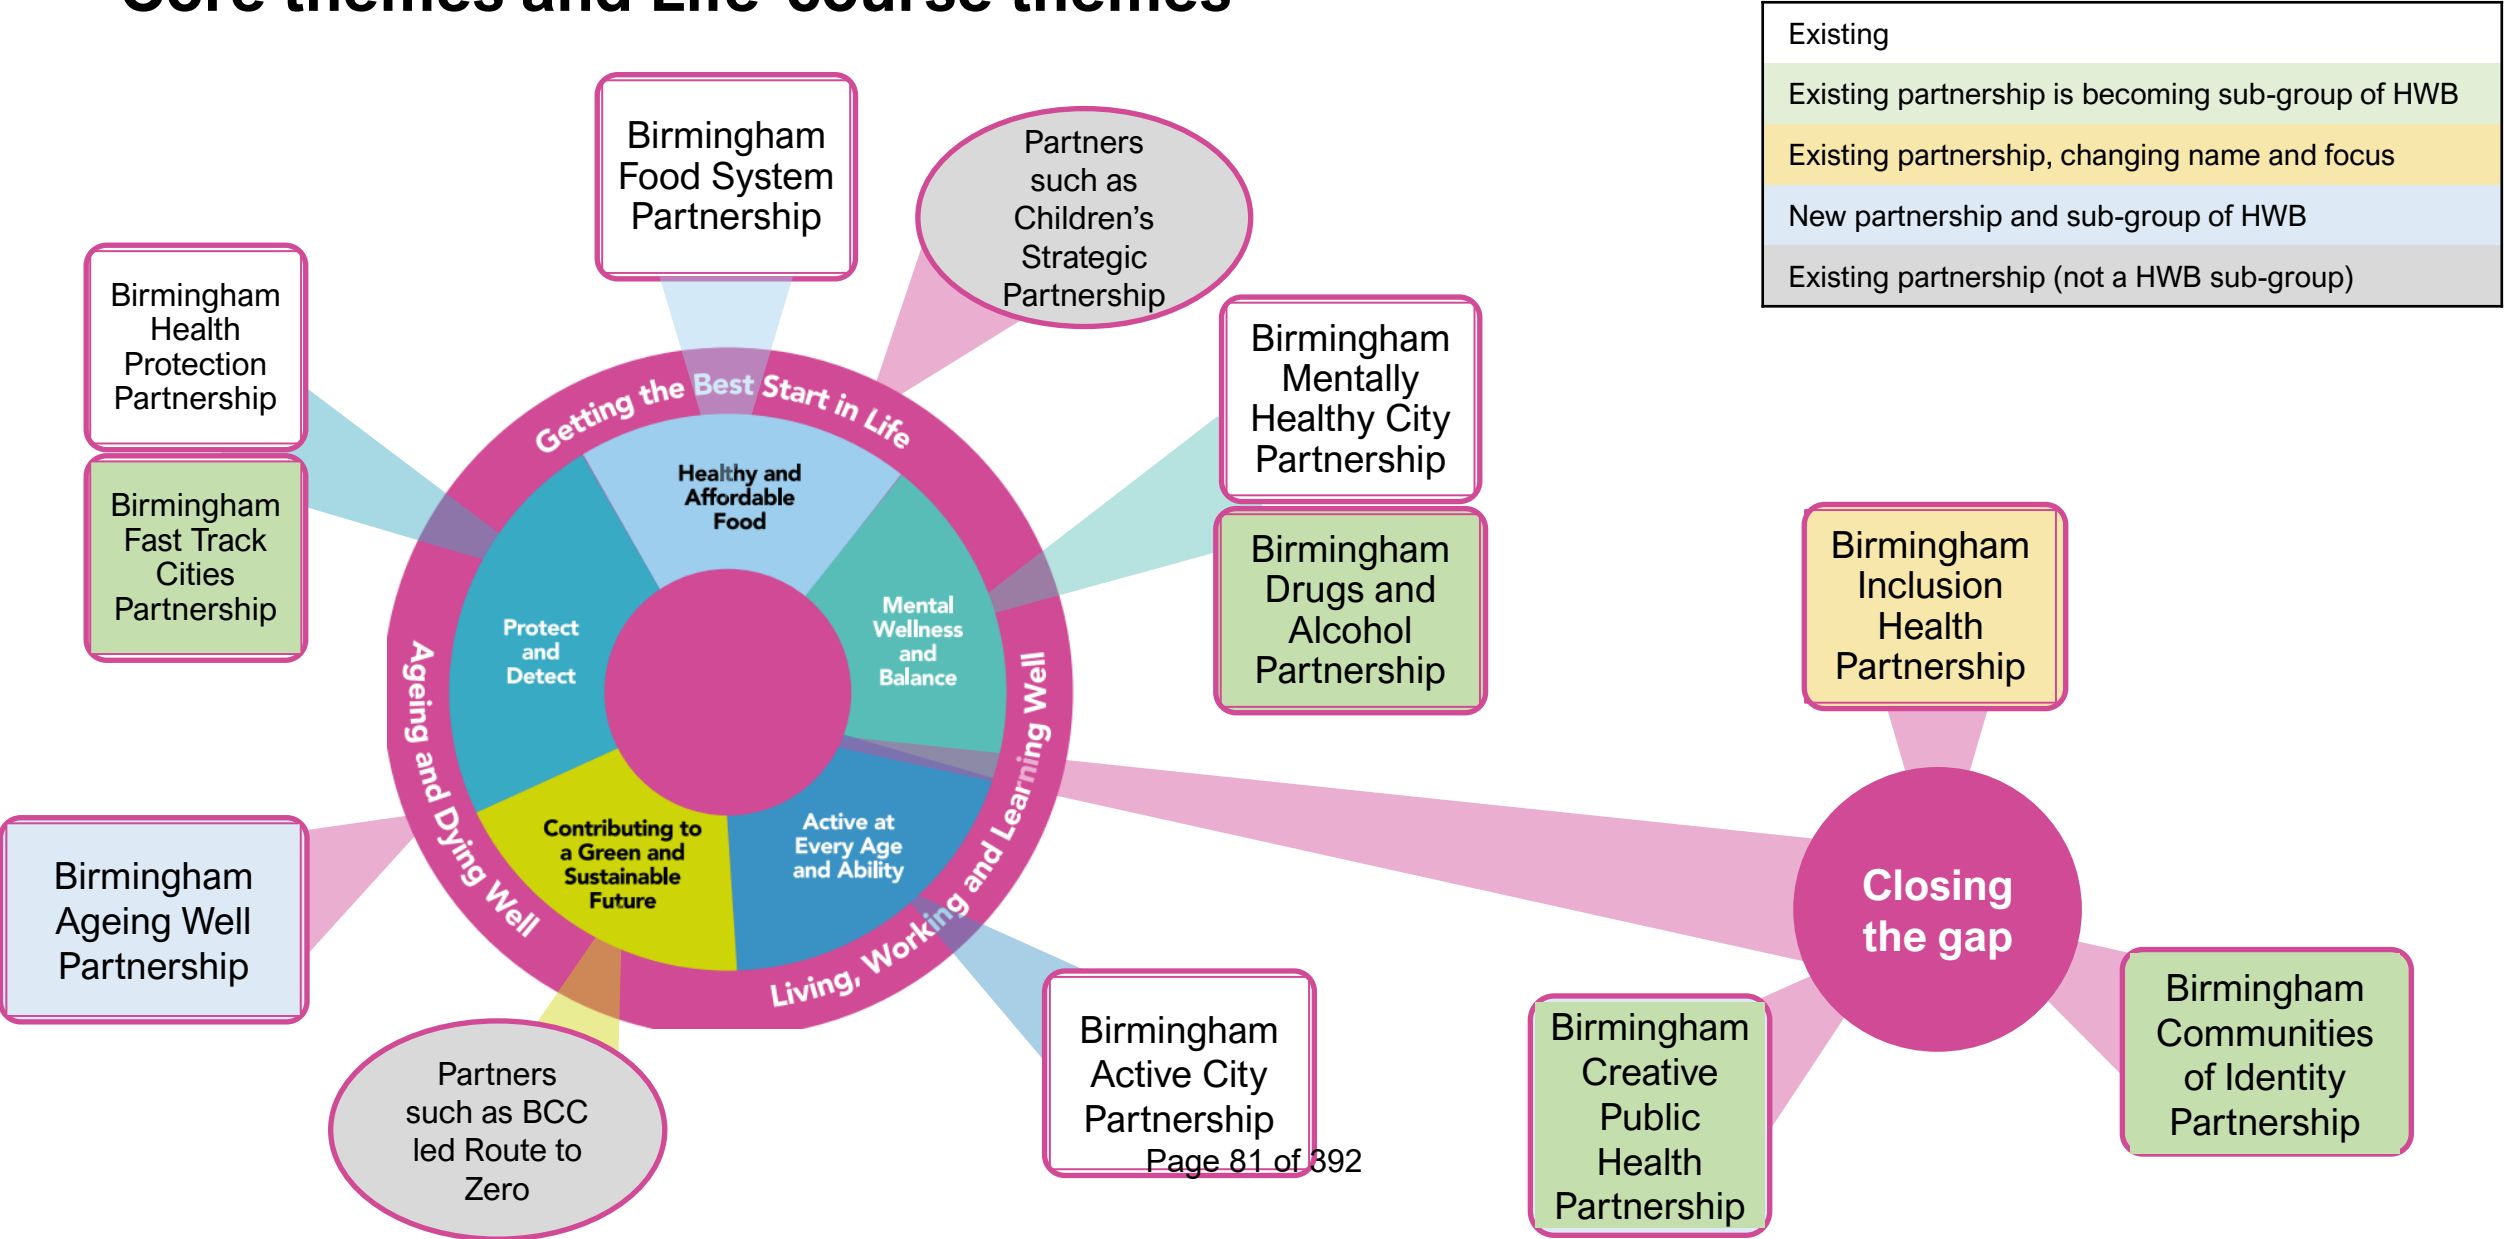 Core themes and Life-course themes
Existing
Existing partnership is becoming sub-group of HWB
Existing partnership, changing name and focus
New partnership and sub-group of HWB
Existing partnership (not a HWB sub-group)
Birmingham
Food System
Partnership
Partners
such as
Children’s
Strategic
Partnership
Birmingham
Health
Protection
Partnership
Birmingham
Fast Track
Cities
Partnership
Birmingham
Mentally
Healthy City
Partnership
Birmingham
Drugs and
Alcohol
Partnership
Getting the Best Start in Life
Healthy and
Affordable
Food
Mental
Wellness
and
Balance
Protect
and
Detect
Contributing to
a Green and
Sustainable
Future
Active at
Every Age
and Ability
Ageing and Dying Well
Living, Working and Learning Well
Birmingham
Inclusion
Health
Partnership
Closing
the gap
Birmingham
Ageing Well
Partnership
Partners
such as BCC
led Route to
Zero
Birmingham
Active City
Partnership
Birmingham
Creative
Public
Health
Partnership
Birmingham
Communities
of Identity
Partnership
Page 81 of 392